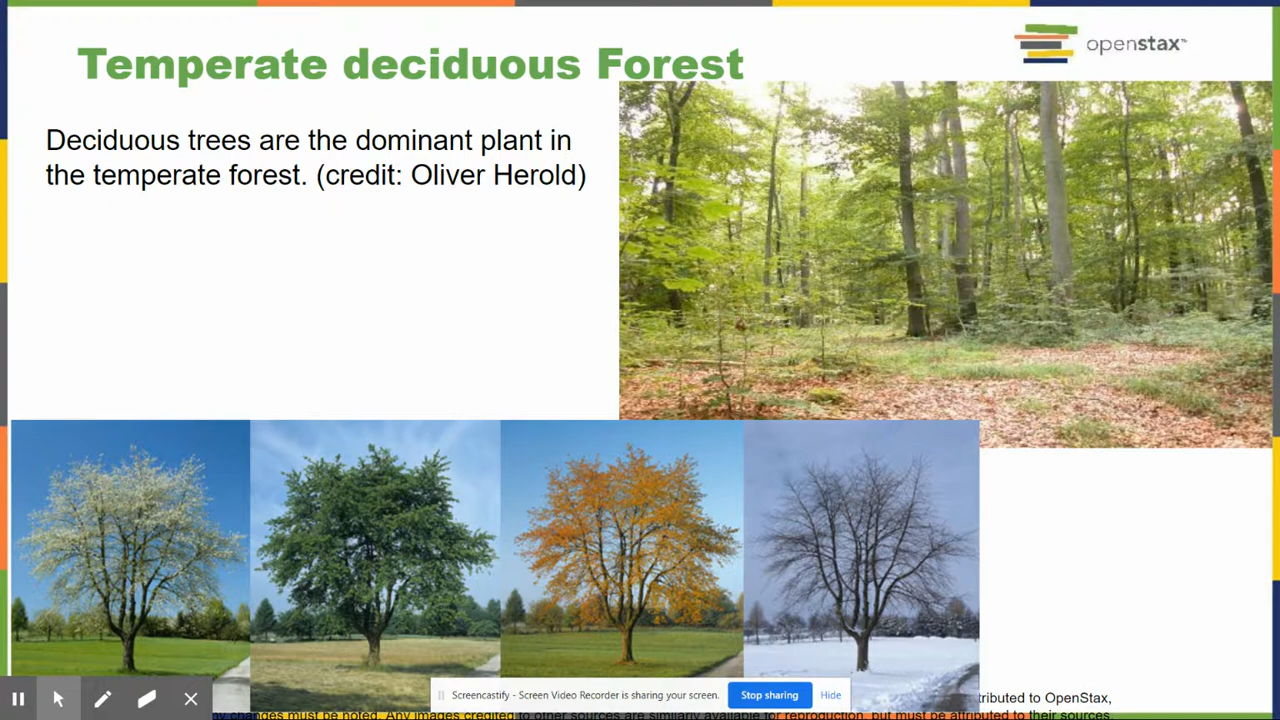 Temperate deciduous Forest
openstax™
Deciduous trees are the dominant plant in
the temperate forest. (credit: Oliver Herold)
Screencastify - Screen Video Recorder is sharing your screen.
Stop sharing
Hide
tributed to OpenStax,
changes must be noted. Any images credited to other sources are similarly available for reproduction, but must be attributed to their sources.